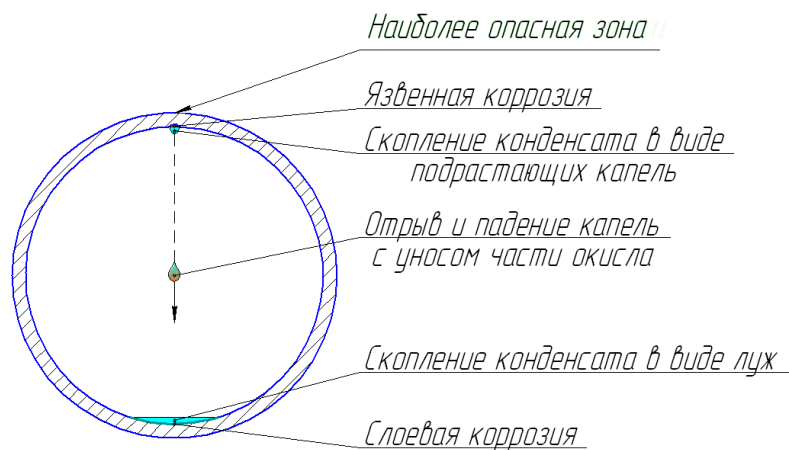 Наиболее опасная зона
Язвенная коррозия
Скопление конденсата в виде
подрастающих капель
Отрыв и падение капель
с уносом части окисла
Скопление конденсата в виде луж
Слоевая коррозия